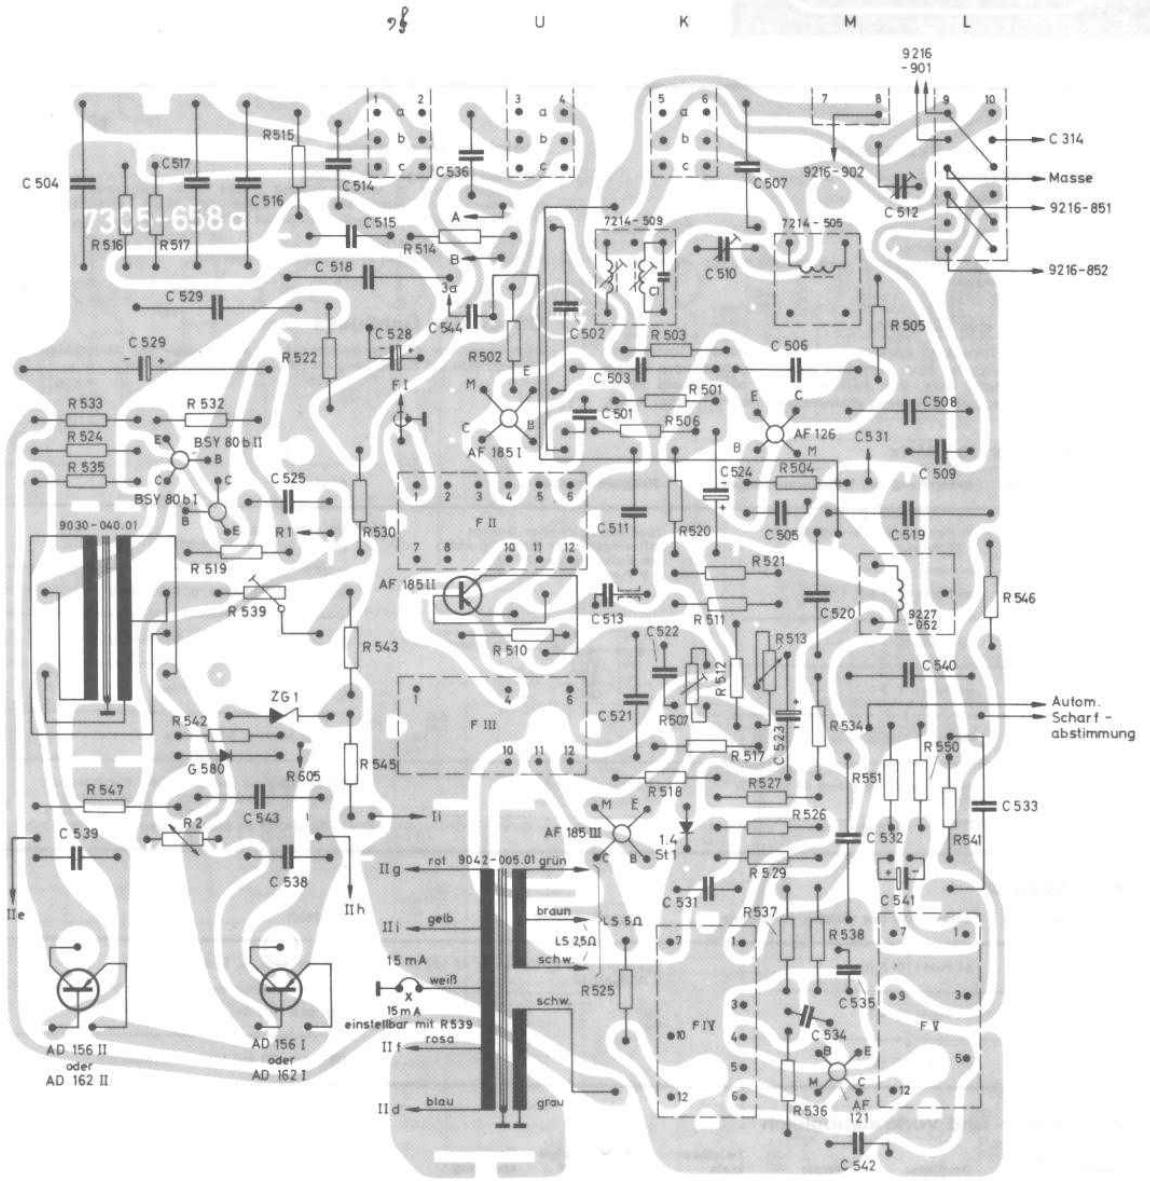 U K M L
9216
-901
1 2 3 4 5 6 7 8 9 10
a a a
b b b
c c c
R515
C 314
C 517
C 536
C 507
9216-902
C 504
C 514
C 512
Masse
C 516
A
7305-658a
C 515
7214-509
7214-505
9216-851
R 516
R 517
R 514
B
C 510
C1
C 518
9216-852
3a
C 529
C 544
C 502
R 503
R 505
C 529
- +
R 522
C 528
- +
R 502
C 506
C 503
F I
M E
R 501
E C
R 533
R 532
C 501
C 508
R 524
BSY 80b II
E B C
C B
R 506
AF 126
C 531
AF 185 I
B M
R 535
C 525
C 524
- +
R 504
C 509
BSY 80b I
C B E
1 2 3 4 5 6
F II
C 511
9030-040.01
R1
R 530
R 520
C 505
C 519
R 519
7 8 10 11 12
R 521
AF 185 II
9227
-052
R 546
R 539
C 513
R 511
C 520
R 510
C 522
R 513
R 543
R 512
C 540
ZG 1
1 4 6
F III
C 521
R 507
C 523
+ -
R 534
Autom.
Scharf -
abstimmung
R 542
R 517
G 580
R 605
R 545
10 11 12
R 518
R 527
R 551
R 550
R 547
C 543
M E
C B
R 526
C 533
R 2
Ii
AF 185 III
1.4
St 1
C 532
R 541
C 539
C 538
R 529
+ -
C 541
II g rot 9042-005.01 grün
C 531
II e
II h
R 537
braun LS 5Ω
II i gelb
R 538
LS 2,5Ω
7 1
7 1
schw.
15 mA
weiß
X
R 525
C 535
15 mA
einstellbar mit R 539
schw.
3
9 3
F IV
F V
C 534
AD 156 II
oder
AD 162 II
AD 156 I
oder
AD 162 I
II f rosa
10 4
B E
M C
5
5
II d blau
grau
12 6
R 536
AF
121
12
C 542